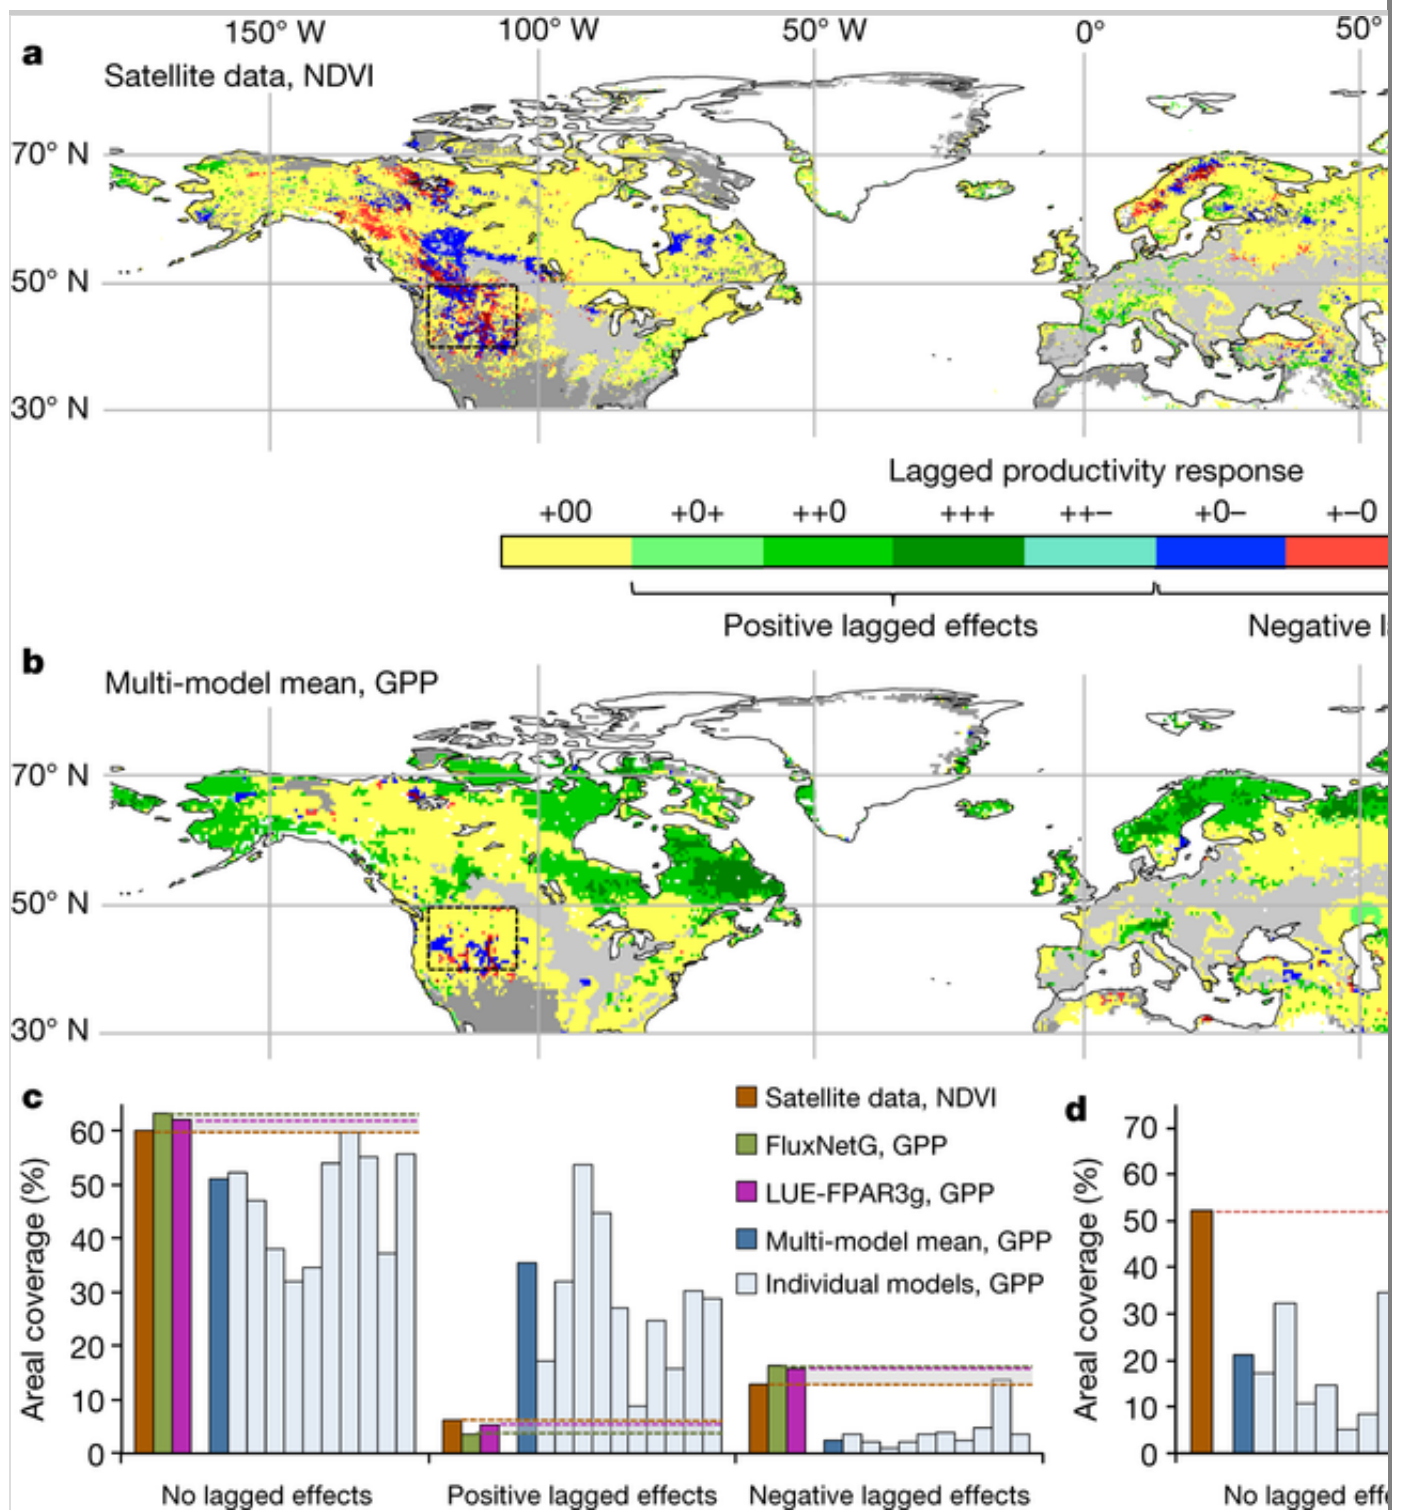 150° W 100° W 50° W 0° 50°
a
Satellite data, NDVI
70° N
50° N
30° N
Lagged productivity response
+00 +0+ ++0 +++ ++− +0− +−0
Positive lagged effects
Negative
b
Multi-model mean, GPP
70° N
50° N
30° N
c
Areal coverage (%)
60
50
40
30
20
10
0
Satellite data, NDVI
FluxNetG, GPP
LUE-FPAR3g, GPP
Multi-model mean, GPP
Individual models, GPP
No lagged effects Positive lagged effects Negative lagged effects
d
Areal coverage (%)
70
60
50
40
30
20
10
0
No lagged